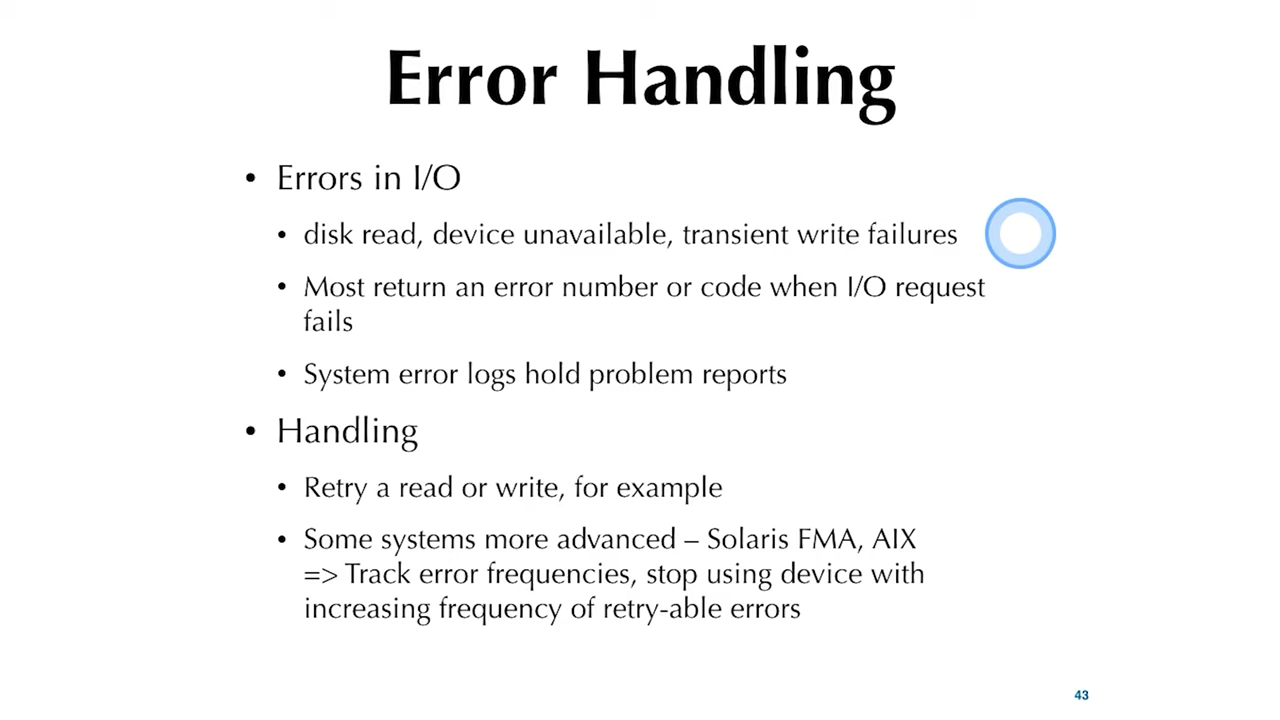 Error Handling
• Errors in I/O
• disk read, device unavailable, transient write failures
• Most return an error number or code when I/O request
fails
• System error logs hold problem reports
• Handling
• Retry a read or write, for example
• Some systems more advanced – Solaris FMA, AIX
=> Track error frequencies, stop using device with
increasing frequency of retry-able errors
43